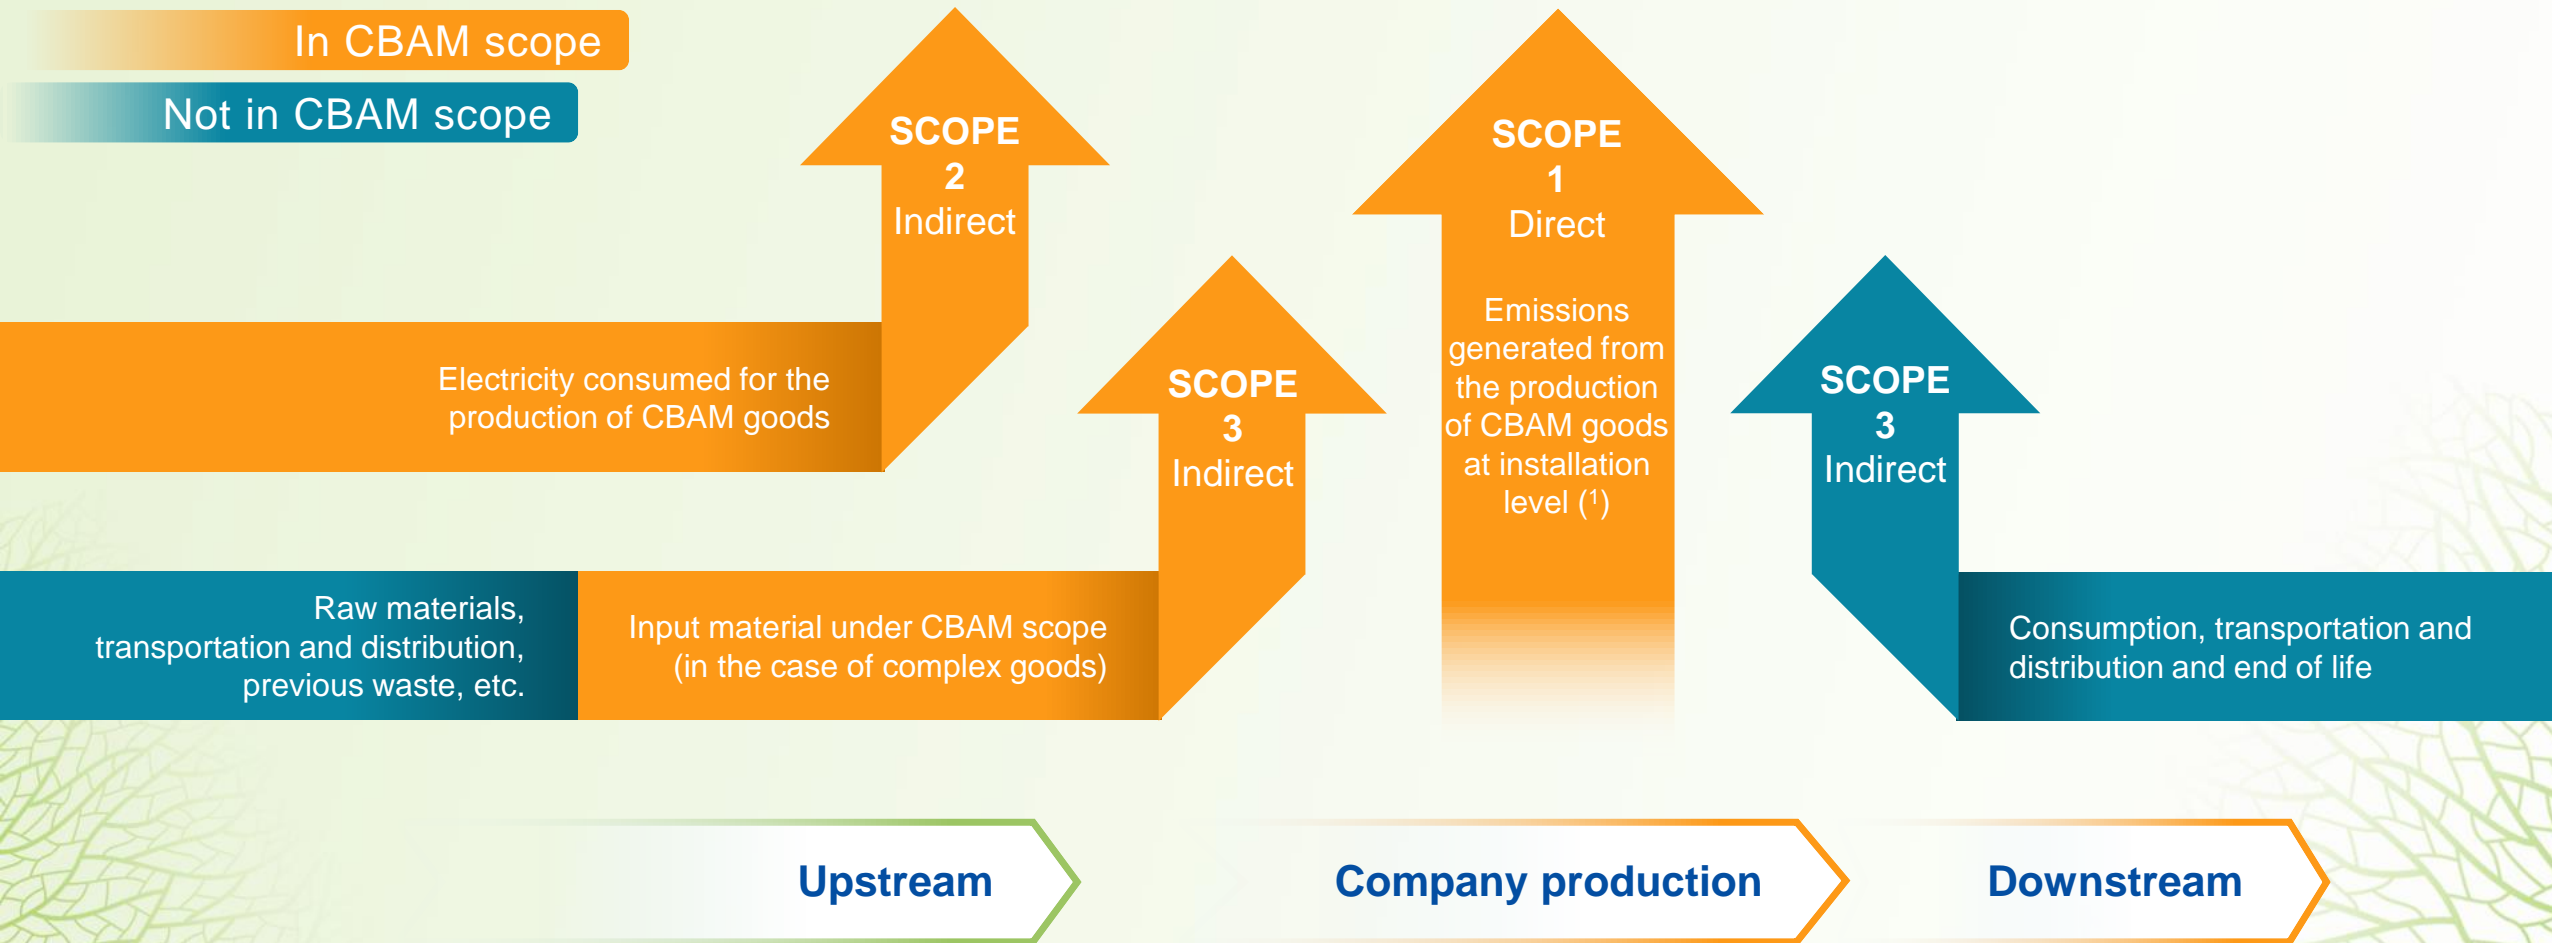 In CBAM scope
Not in CBAM scope
SCOPE
2
Indirect
Electricity consumed for the
production of CBAM goods
SCOPE
3
Indirect
Raw materials,
transportation and distribution,
previous waste, etc.
Input material under CBAM scope
(in the case of complex goods)
SCOPE
1
Direct
Emissions
generated from
the production
of CBAM goods
at installation
level (¹)
SCOPE
3
Indirect
Consumption, transportation and
distribution and end of life
Upstream
Company production
Downstream